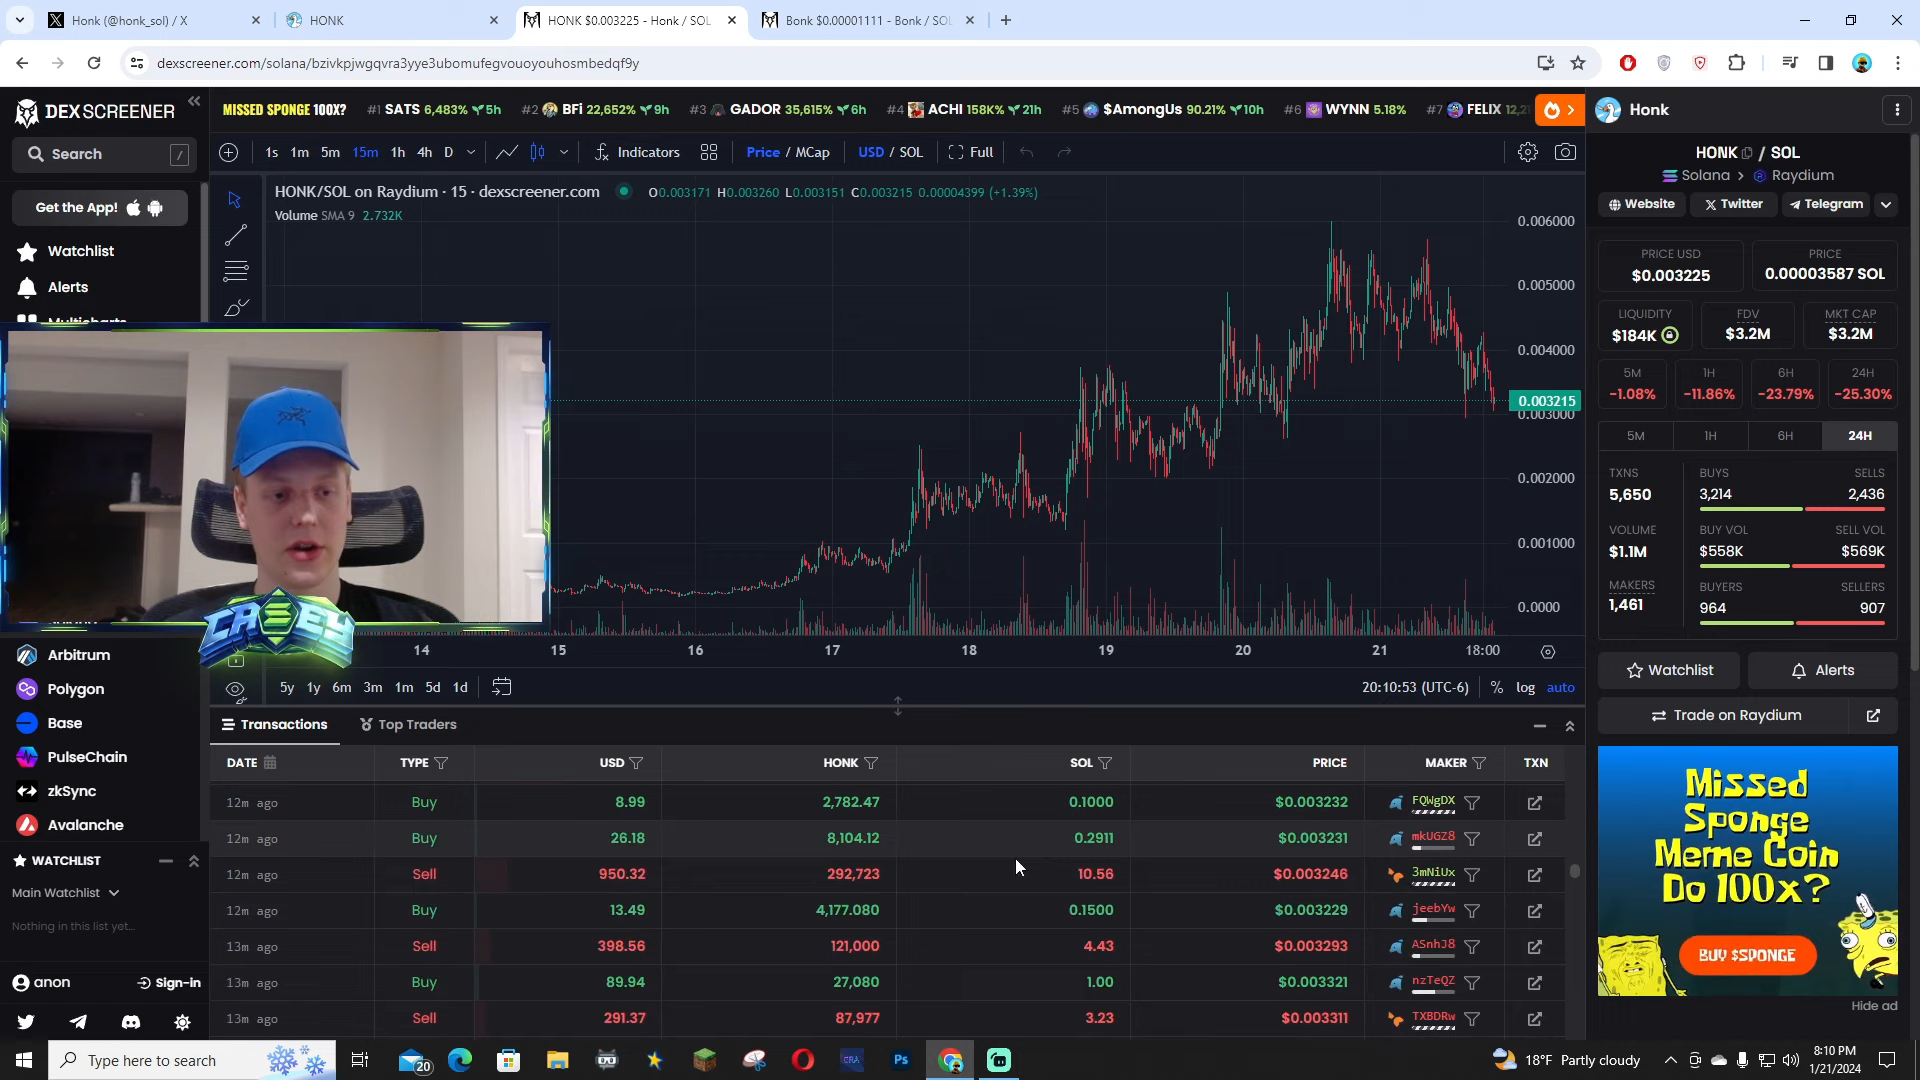 Honk (@honk_sol) / X
HONK
HONK $0.003225 - Honk / SOL
Bonk $0.00001111 - Bonk / SOL
dexscreener.com/solana/bzivkpjwgqvra3yye3ubomufegvouoyouhosmbedqf9y
DEX SCREENER
MISSED SPONGE 100X?
#1 SATS 6,483% 5h
#2 BFi 22,652% 9h
#3 GADOR 35,615% 6h
#4 ACHI 158K% 21h
#5 $AmongUs 90.21% 10h
#6 WYNN 5.18%
#7 FELIX
Honk
Search /
1s 1m 5m 15m 1h 4h D
Indicators
Price / MCap
USD / SOL
Full
HONK / SOL
Solana > Raydium
Get the App!
HONK/SOL on Raydium · 15 · dexscreener.com
O0.003171 H0.003260 L0.003151 C0.003215 0.00004399 (+1.39%)
Volume SMA 9 2.732K
Website
Twitter
Telegram
Watchlist
Alerts
Multicharts
0.006000
0.005000
0.004000
0.003215
0.003000
0.002000
0.001000
0.0000
PRICE USD
$0.003225
PRICE
0.00003587 SOL
LIQUIDITY
$184K
FDV
$3.2M
MKT CAP
$3.2M
5M
-1.08%
1H
-11.86%
6H
-23.79%
24H
-25.30%
5M 1H 6H 24H
TXNS
5,650
BUYS
3,214
SELLS
2,436
VOLUME
$1.1M
BUY VOL
$558K
SELL VOL
$569K
MAKERS
1,461
BUYERS
964
SELLERS
907
CASEY
14 15 16 17 18 19 20 21 18:00
Arbitrum
Polygon
Base
PulseChain
zkSync
Avalanche
5y 1y 6m 3m 1m 5d 1d
20:10:53 (UTC-6) % log auto
Watchlist
Alerts
Trade on Raydium
Transactions
Top Traders
DATE TYPE USD HONK SOL PRICE MAKER TXN
12m ago Buy 8.99 2,782.47 0.1000 $0.003232 FQWgDX
12m ago Buy 26.18 8,104.12 0.2911 $0.003231 mkUGZ8
12m ago Sell 950.32 292,723 10.56 $0.003246 3mNiUx
12m ago Buy 13.49 4,177.080 0.1500 $0.003229 jeebYw
13m ago Sell 398.56 121,000 4.43 $0.003293 ASnhJ8
13m ago Buy 89.94 27,080 1.00 $0.003321 nzTeQZ
13m ago Sell 291.37 87,977 3.23 $0.003311 TXBDRw
WATCHLIST
Main Watchlist
Nothing in this list yet...
anon
Sign-in
Missed
Sponge
Meme Coin
Do 100x?
BUY $SPONGE
Hide ad
Type here to search
20
CRA
Ps
18°F Partly cloudy
8:10 PM
1/21/2024